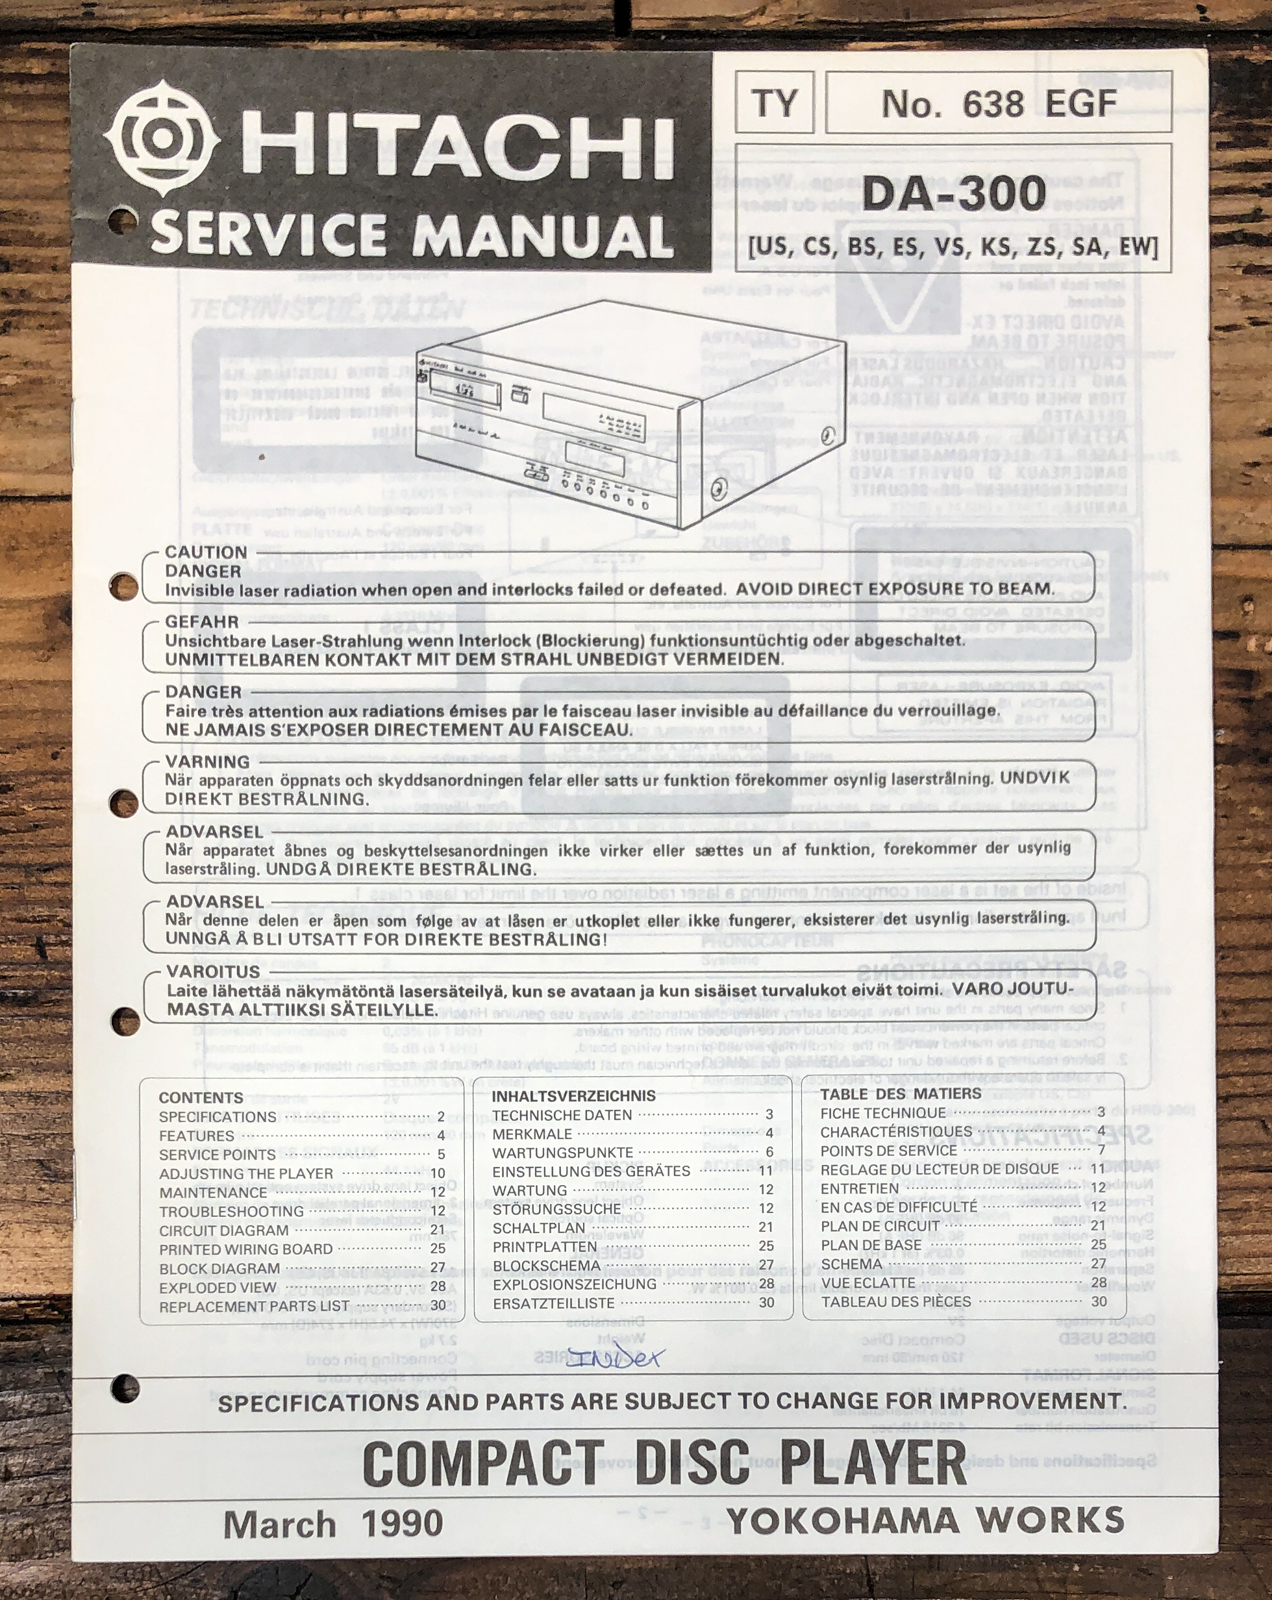 HITACHI
SERVICE MANUAL
TY
No. 638 EGF
DA-300
[US, CS, BS, ES, VS, KS, ZS, SA, EW]
CAUTION
DANGER
Invisible laser radiation when open and interlocks failed or defeated. AVOID DIRECT EXPOSURE TO BEAM.
GEFAHR
Unsichtbare Laser-Strahlung wenn Interlock (Blockierung) funktionsuntüchtig oder abgeschaltet.
UNMITTELBAREN KONTAKT MIT DEM STRAHL UNBEDIGT VERMEIDEN.
DANGER
Faire très attention aux radiations émises par le faisceau laser invisible au défaillance du verrouillage.
NE JAMAIS S'EXPOSER DIRECTEMENT AU FAISCEAU.
VARNING
När apparaten öppnats och skyddsanordningen felar eller satts ur funktion förekommer osynlig laserstrålning. UNDVIK
DIREKT BESTRÅLNING.
ADVARSEL
Når apparatet åbnes og beskyttelsesanordningen ikke virker eller sættes un af funktion, forekommer der usynlig
laserstråling. UNDGÅ DIREKTE BESTRÅLING.
ADVARSEL
Når denne delen er åpen som følge av at låsen er utkoplet eller ikke fungerer, eksisterer det usynlig laserstråling.
UNNGÅ Å BLI UTSATT FOR DIREKTE BESTRÅLING!
VAROITUS
Laite lähettää näkymätöntä lasersäteilyä, kun se avataan ja kun sisäiset turvalukot eivät toimi. VARO JOUTU-
MASTA ALTTIIKSI SÄTEILYLLE.
CONTENTS
SPECIFICATIONS 2
FEATURES 4
SERVICE POINTS 5
ADJUSTING THE PLAYER 10
MAINTENANCE 12
TROUBLESHOOTING 12
CIRCUIT DIAGRAM 21
PRINTED WIRING BOARD 25
BLOCK DIAGRAM 27
EXPLODED VIEW 28
REPLACEMENT PARTS LIST 30
INHALTSVERZEICHNIS
TECHNISCHE DATEN 3
MERKMALE 4
WARTUNGSPUNKTE 6
EINSTELLUNG DES GERÄTES 11
WARTUNG 12
STÖRUNGSSUCHE 12
SCHALTPLAN 21
PRINTPLATTEN 25
BLOCKSCHEMA 27
EXPLOSIONSZEICHUNG 28
ERSATZTEILLISTE 30
TABLE DES MATIERS
FICHE TECHNIQUE 3
CHARACTÉRISTIQUES 4
POINTS DE SERVICE 7
REGLAGE DU LECTEUR DE DISQUE 11
ENTRETIEN 12
EN CAS DE DIFFICULTÉ 12
PLAN DE CIRCUIT 21
PLAN DE BASE 25
SCHEMA 27
VUE ECLATTE 28
TABLEAU DES PIÈCES 30
INDex
SPECIFICATIONS AND PARTS ARE SUBJECT TO CHANGE FOR IMPROVEMENT.
COMPACT DISC PLAYER
March 1990
YOKOHAMA WORKS